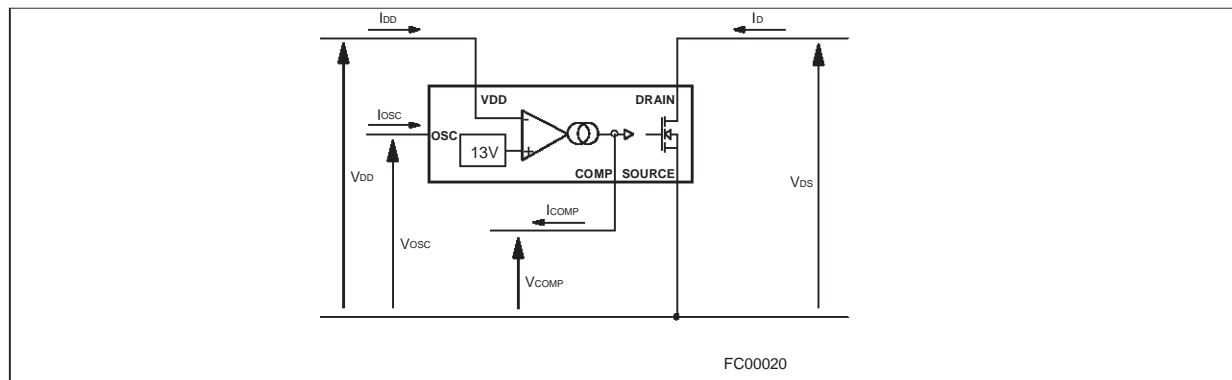 IDD
ID
VDD
DRAIN
IOSC
OSC
-
13V
+
COMP
SOURCE
VDD
VDS
ICOMP
VOSC
VCOMP
FC00020